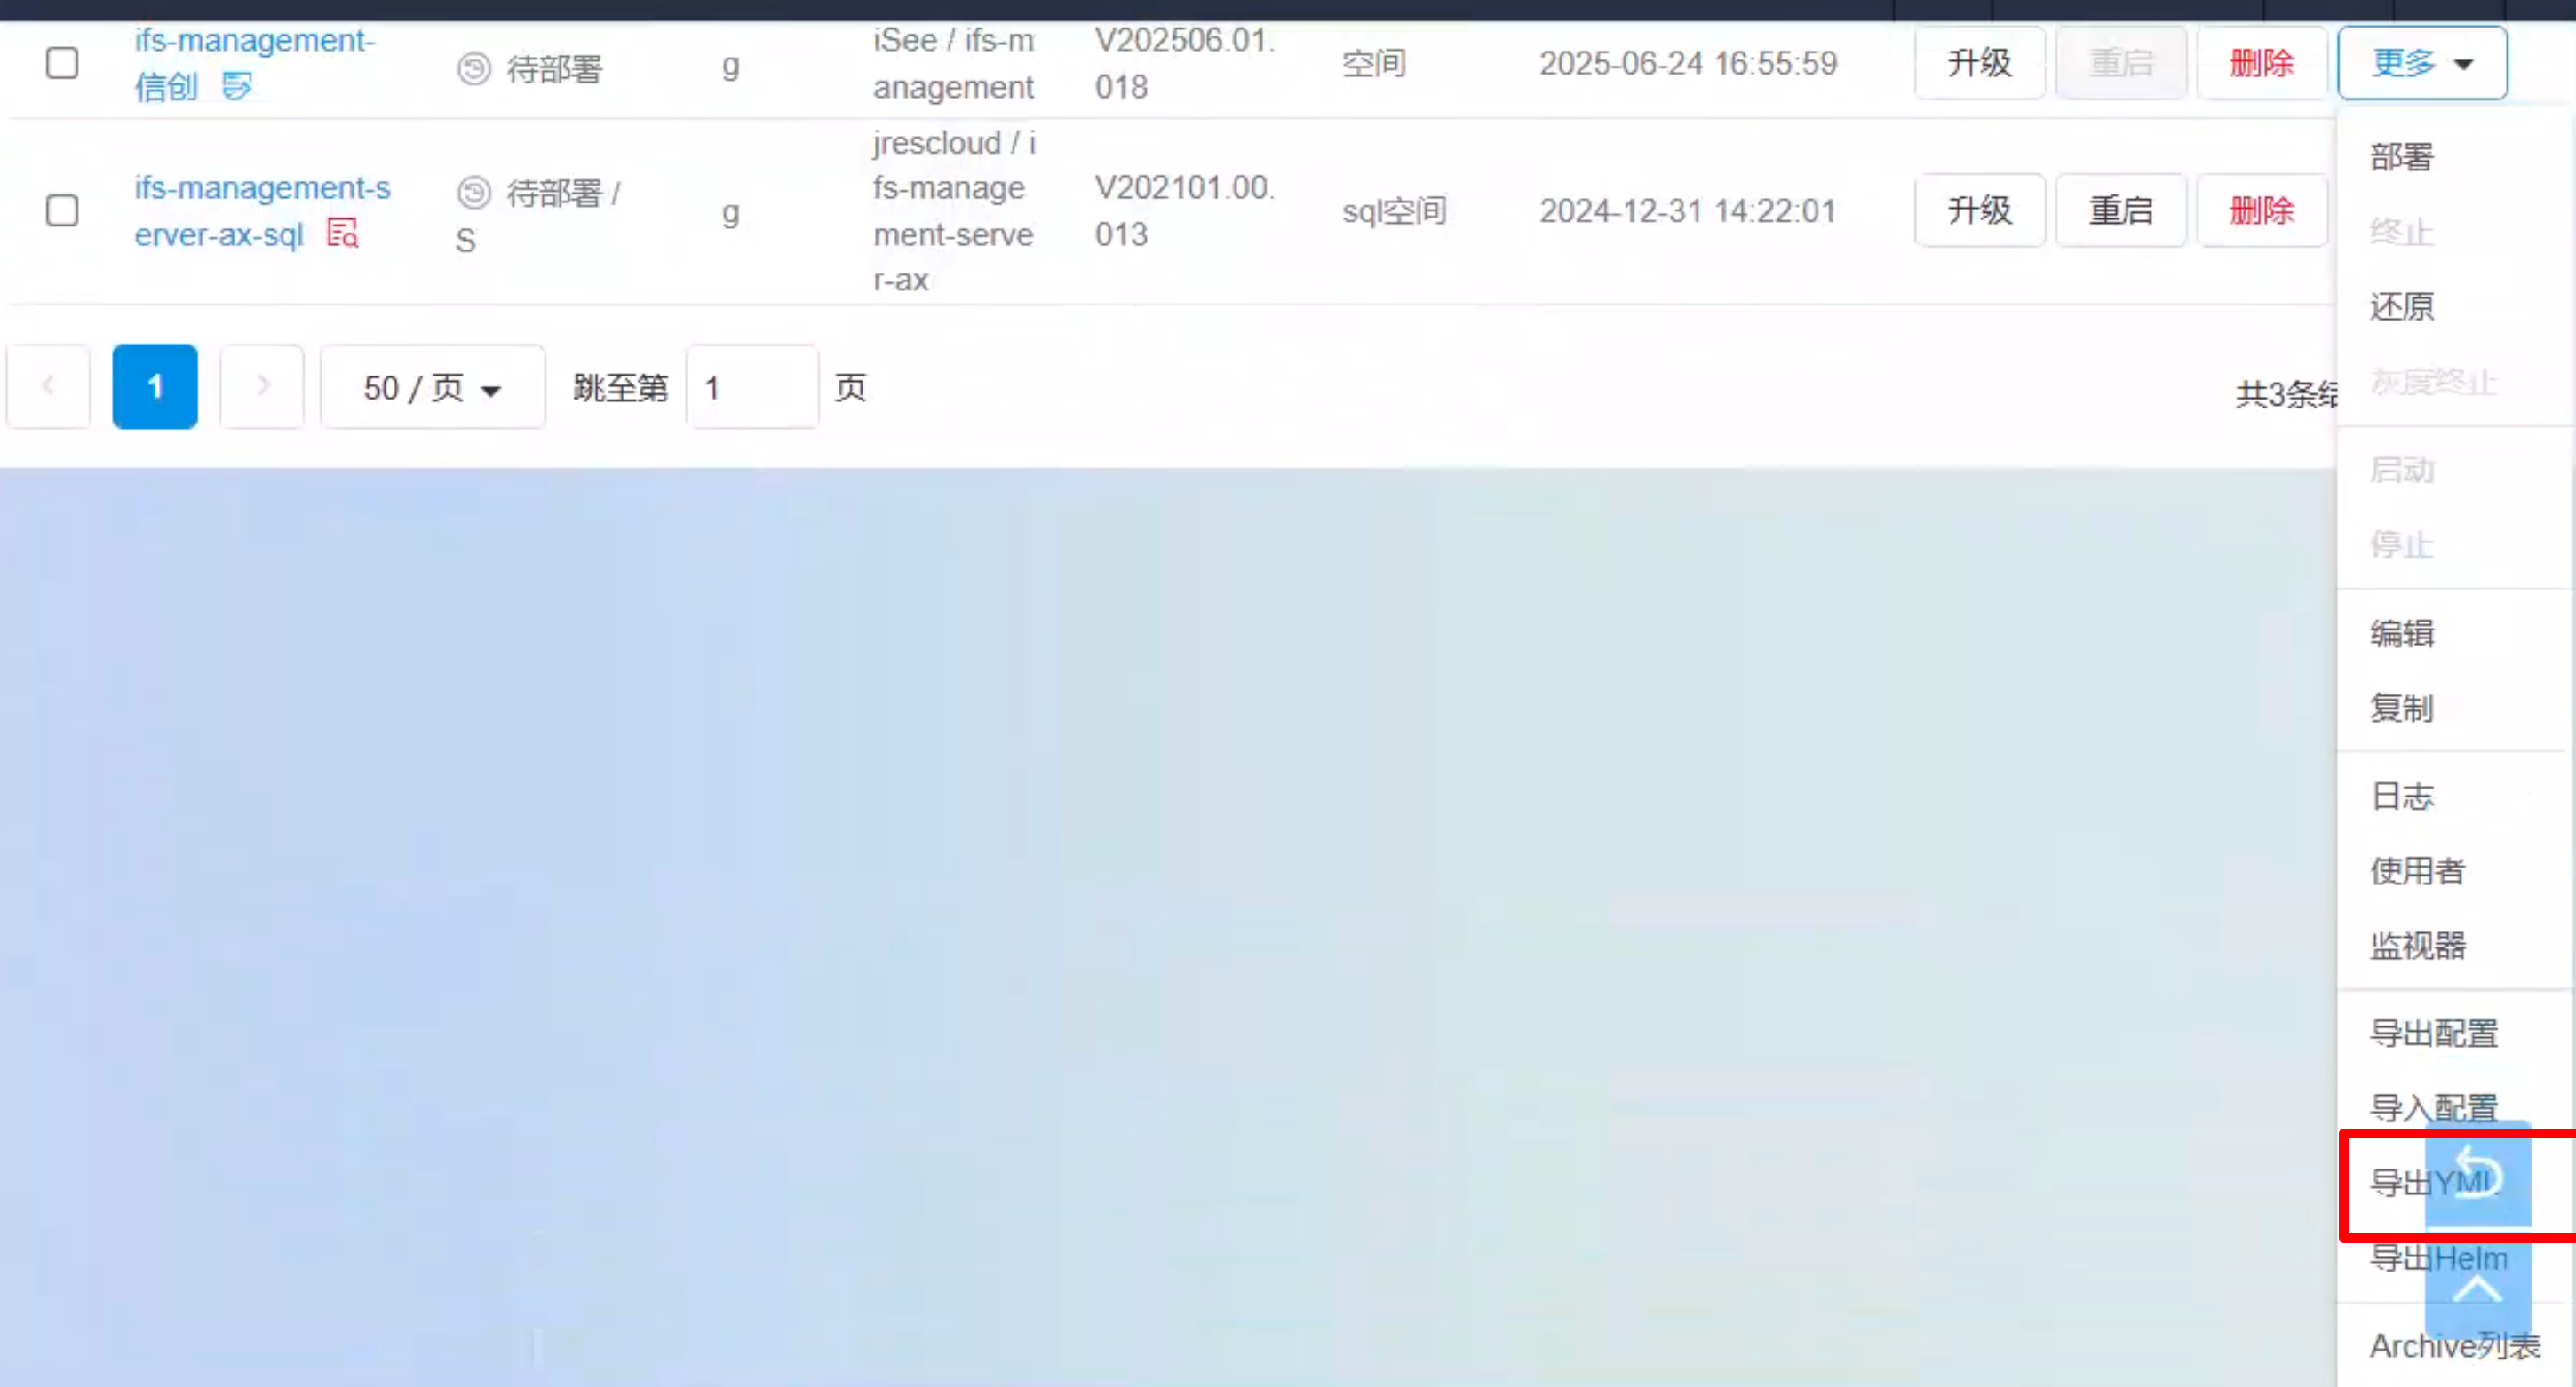 ifs-management-
信创
待部署
g
iSee / ifs-m
anagement
V202506.01.
018
空间
2025-06-24 16:55:59
升级
重启
删除
更多
ifs-management-s
erver-ax-sql
待部署 /
S
g
jrescloud / i
fs-manage
ment-serve
r-ax
V202101.00.
013
sql空间
2024-12-31 14:22:01
升级
重启
删除
1
50 / 页
跳至第
1
页
共3条结
部署
终止
还原
灰度终止
启动
停止
编辑
复制
日志
使用者
监视器
导出配置
导入配置
导出YML
导出Helm
Archive列表